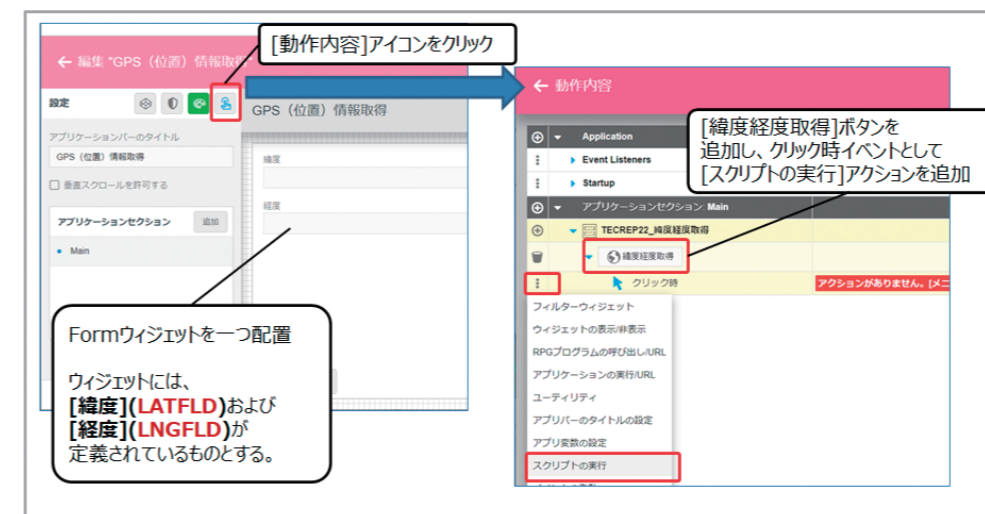 [動作内容]アイコンをクリック
← 編集 "GPS（位置）情報取得
設定
GPS（位置）情報取得
アプリケーションバーのタイトル
GPS（位置）情報取得
垂直スクロールを許可する
アプリケーションセクション 追加
• Main
緯度
経度
Formウィジェットを一つ配置
ウィジェットには、
[緯度](LATFLD)および
[経度](LNGFLD)が
定義されているものとする。
← 動作内容
[緯度経度取得]ボタンを
追加し、クリック時イベントとして
[スクリプトの実行]アクションを追加
Application
Event Listeners
Startup
アプリケーションセクション: Main
TECREP22_緯度経度取得
緯度経度取得
クリック時
アクションがありません。[メニ
フィルターウィジェット
ウィジェットの表示/非表示
RPGプログラムの呼び出し/URL
アプリケーションの実行/URL
ユーティリティ
アプリバーのタイトルの設定
アプリ変数の設定
スクリプトの実行